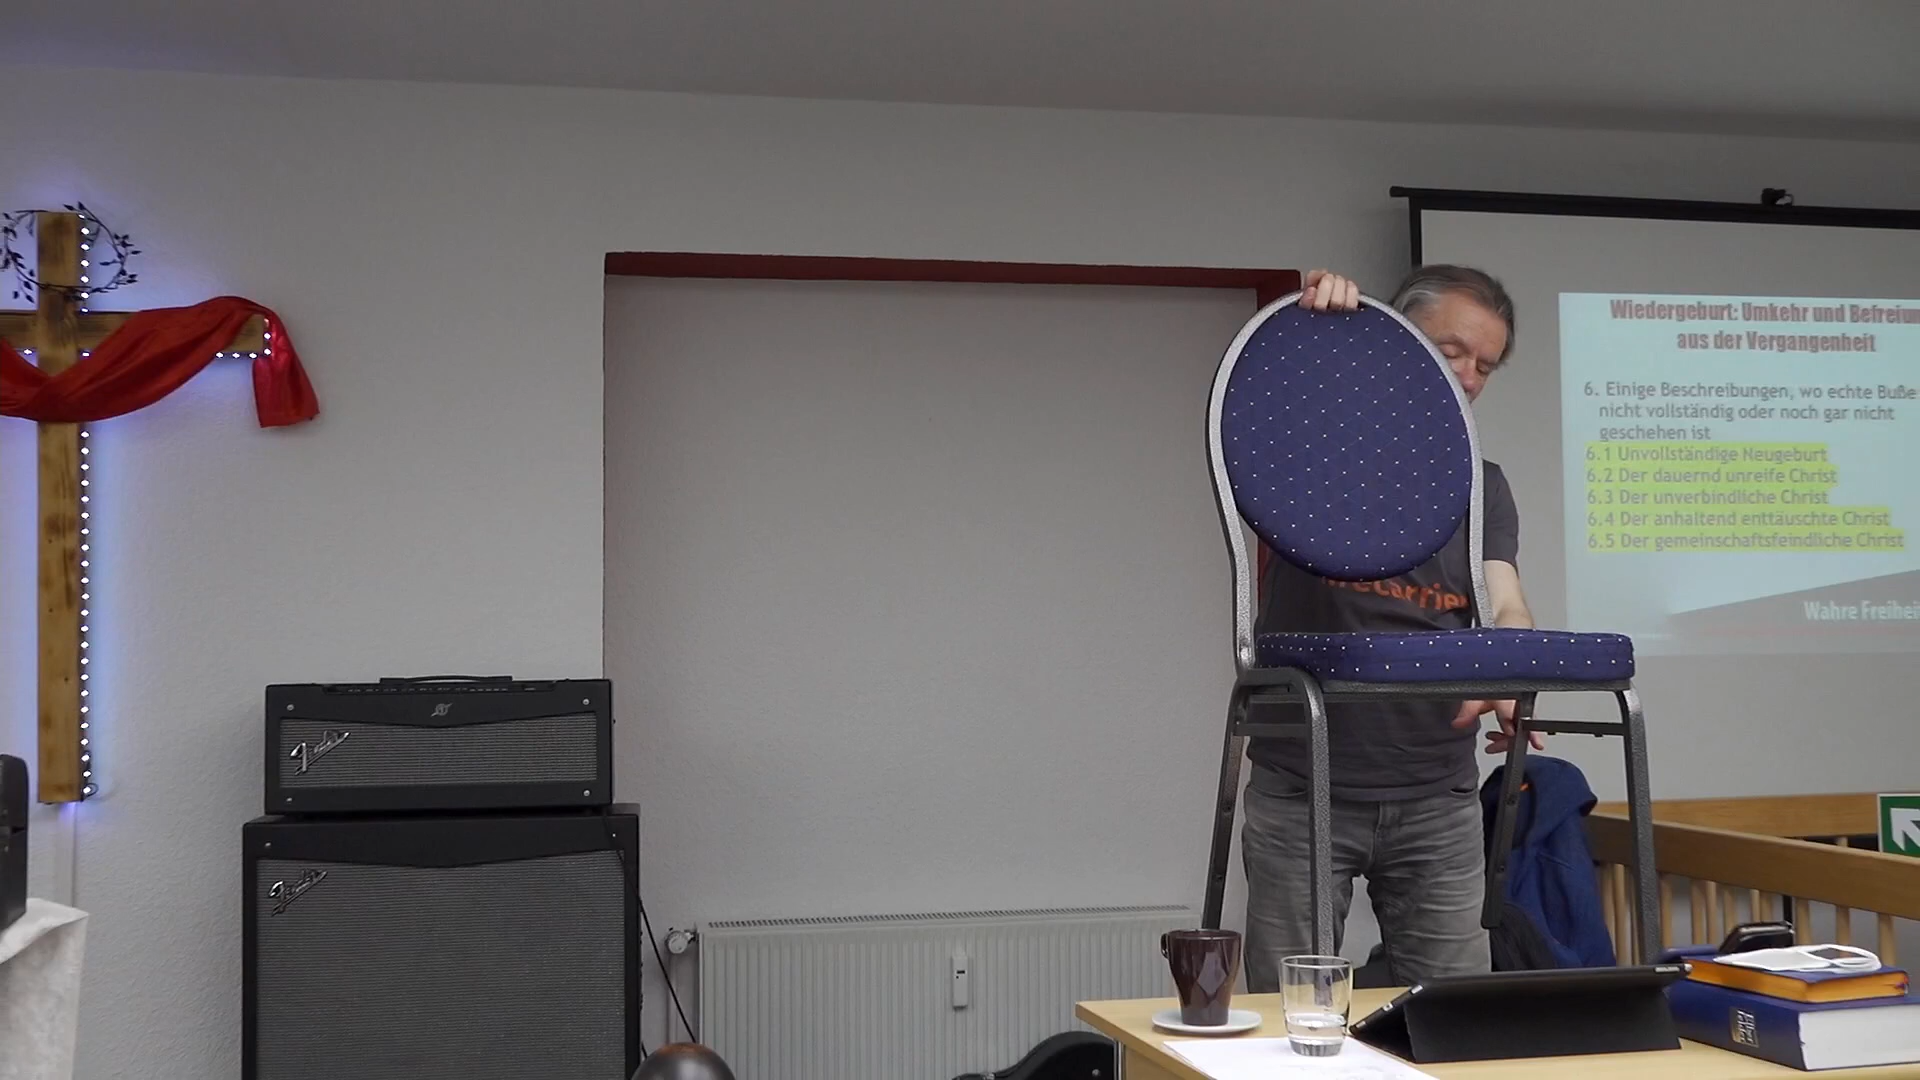 Wiedergeburt: Umkehr und Befreiun
aus der Vergangenheit
6. Einige Beschreibungen, wo echte Buße
nicht vollständig oder noch gar nicht
geschehen ist
6.1 Unvollständige Neugeburt
6.2 Der dauernd unreife Christ
6.3 Der unverbindliche Christ
6.4 Der anhaltend enttäuschte Christ
6.5 Der gemeinschaftsfeindliche Christ
Wahre Freihei
Fender
Fender